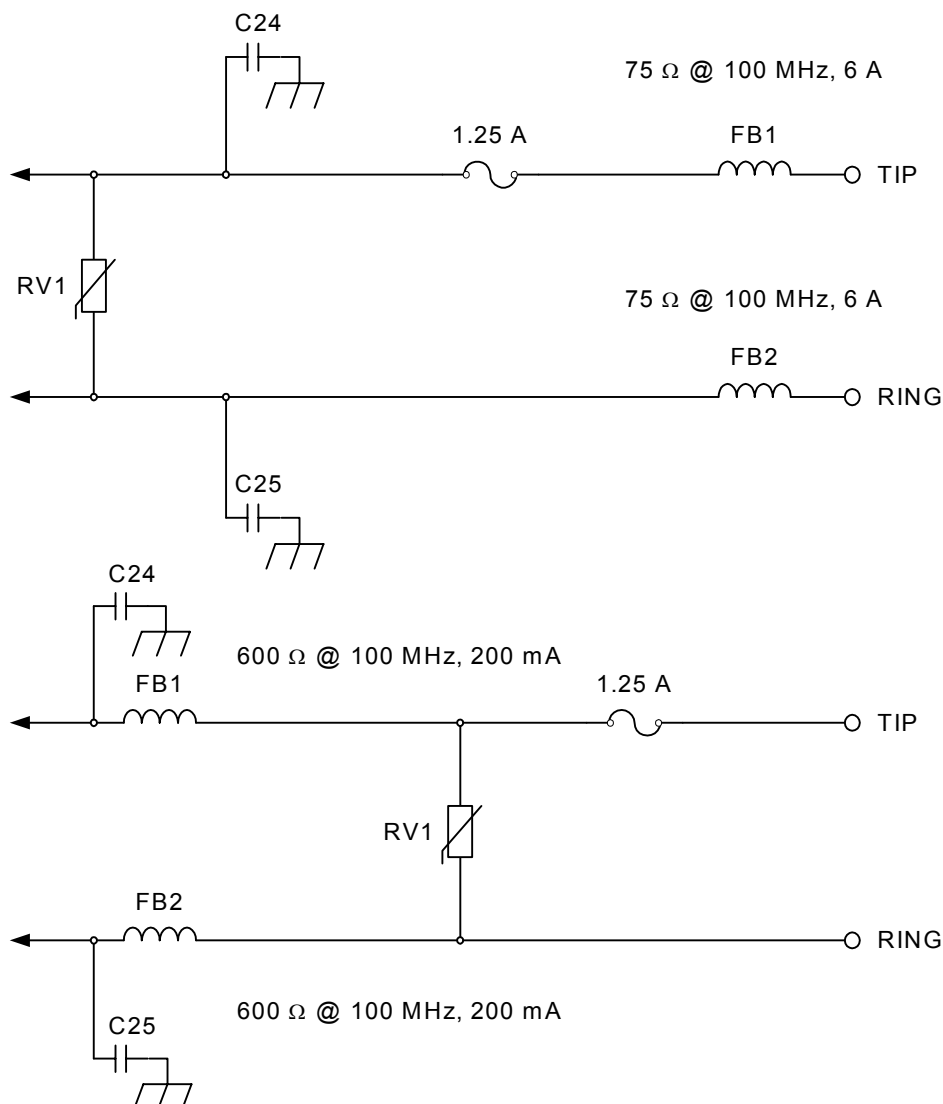 C24
75 Ω @ 100 MHz, 6 A
1.25 A
FB1
TIP
RV1
75 Ω @ 100 MHz, 6 A
FB2
RING
C25
C24
600 Ω @ 100 MHz, 200 mA
FB1
1.25 A
TIP
RV1
FB2
RING
600 Ω @ 100 MHz, 200 mA
C25